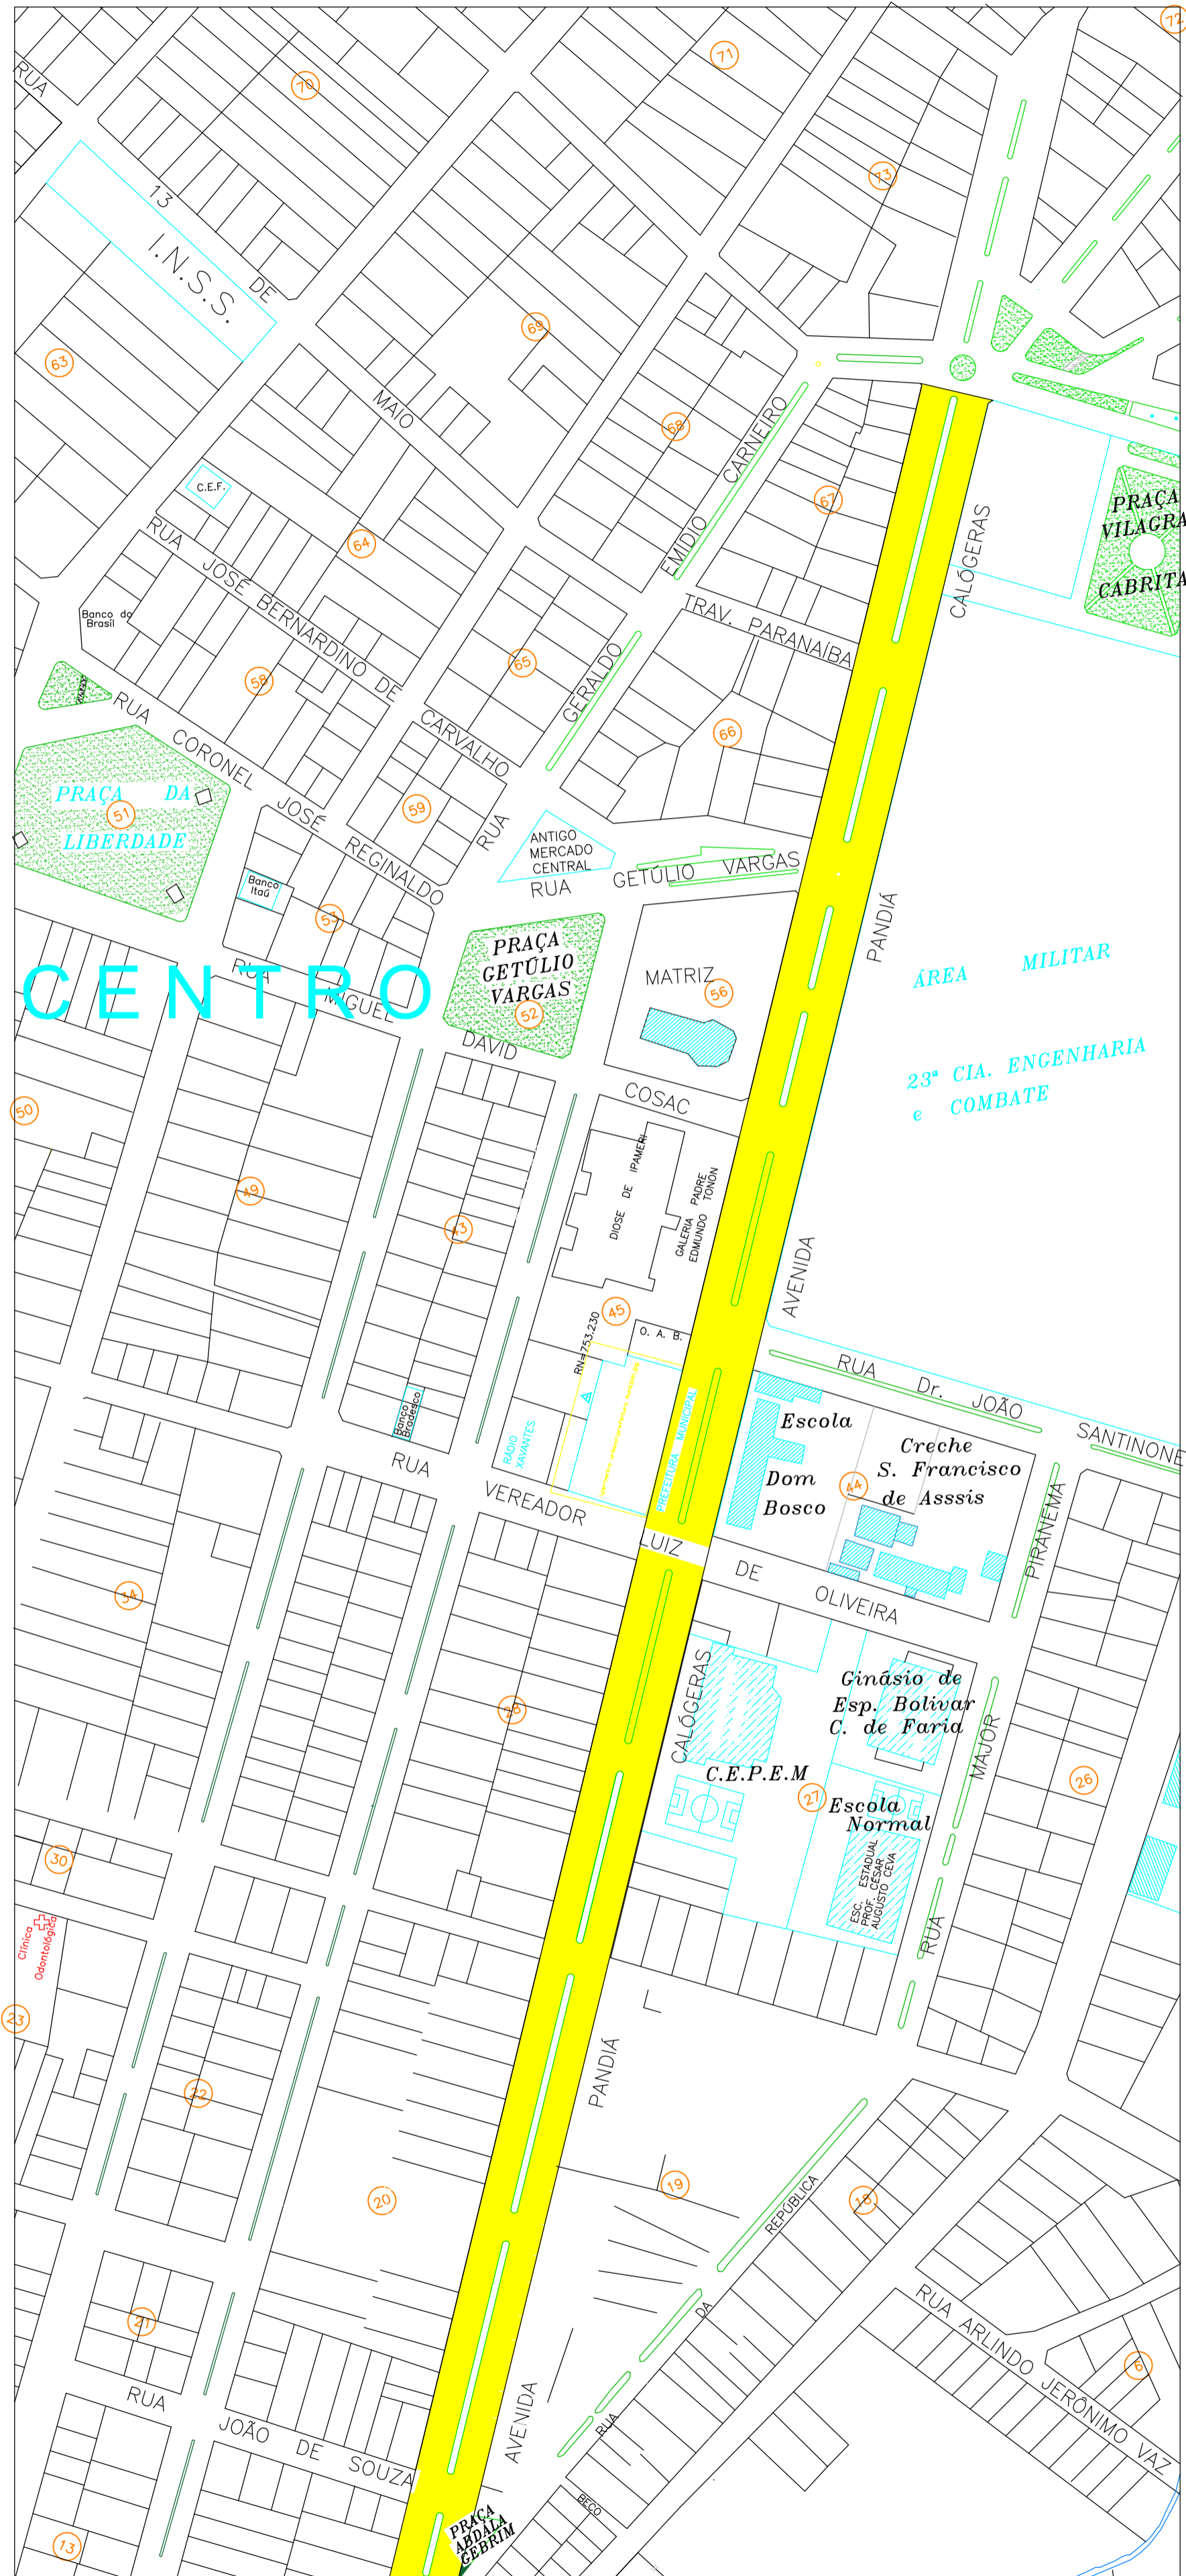 72
71
RUA
70
13
DE
MAIO
I.N.S.S.
73
69
63
68
EMIDIO CARNEIRO
67
CALÓGERAS
PRAÇA
VILAGRA
CABRITA
C.E.F.
64
RUA JOSÉ BERNARDINO DE CARVALHO
TRAV. PARANAÍBA
Banco do
Brasil
65
58
GERALDO
RUA
66
RUA CORONEL JOSÉ REGINALDO
PRAÇA DA
LIBERDADE
51
59
ANTIGO
MERCADO
CENTRAL
RUA GETÚLIO VARGAS
Banco
Itaú
53
PANDIÁ
PRAÇA
GETÚLIO
VARGAS
52
MATRIZ
56
ÁREA MILITAR
CENTRO
RUA MIGUEL DAVID COSAC
23ª CIA. ENGENHARIA
e COMBATE
50
49
43
DIOSE DE IPAMERI
GALERIA PADRE
EDMUNDO TONON
AVENIDA
45
RN=753,230
O. A. B.
RUA Dr. JOÃO SANTINONE
Banco
Bradesco
RÁDIO
XAVANTES
PREFEITURA MUNICIPAL
Escola
Dom
Bosco
Creche
S. Francisco
de Asssis
44
PIRANEMA
RUA VEREADOR LUIZ DE OLIVEIRA
34
28
CALÓGERAS
Ginásio de
Esp. Bolivar
C. de Faria
MAJOR
C.E.P.E.M
27
26
Escola
Normal
30
ESC. ESTADUAL
PROF. CÉSAR
AUGUSTO CEVA
RUA
Clínica
Odontológica
23
22
PANDIÁ
20
19
18
RUA DA REPÚBLICA
21
RUA ARLINDO JERÔNIMO VAZ
6
RUA JOÃO DE SOUZA
AVENIDA
BECO
PRAÇA
ABDALA
GEBRIM
13